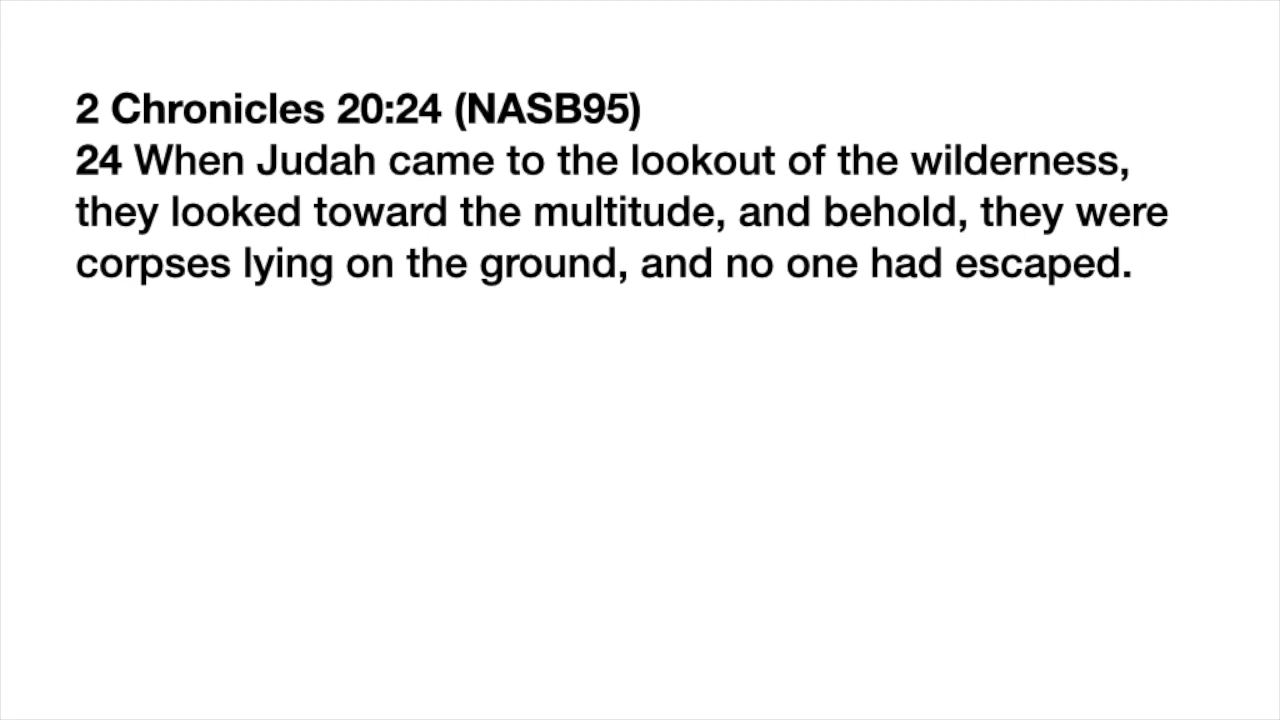 2 Chronicles 20:24 (NASB95)
24 When Judah came to the lookout of the wilderness,
they looked toward the multitude, and behold, they were
corpses lying on the ground, and no one had escaped.